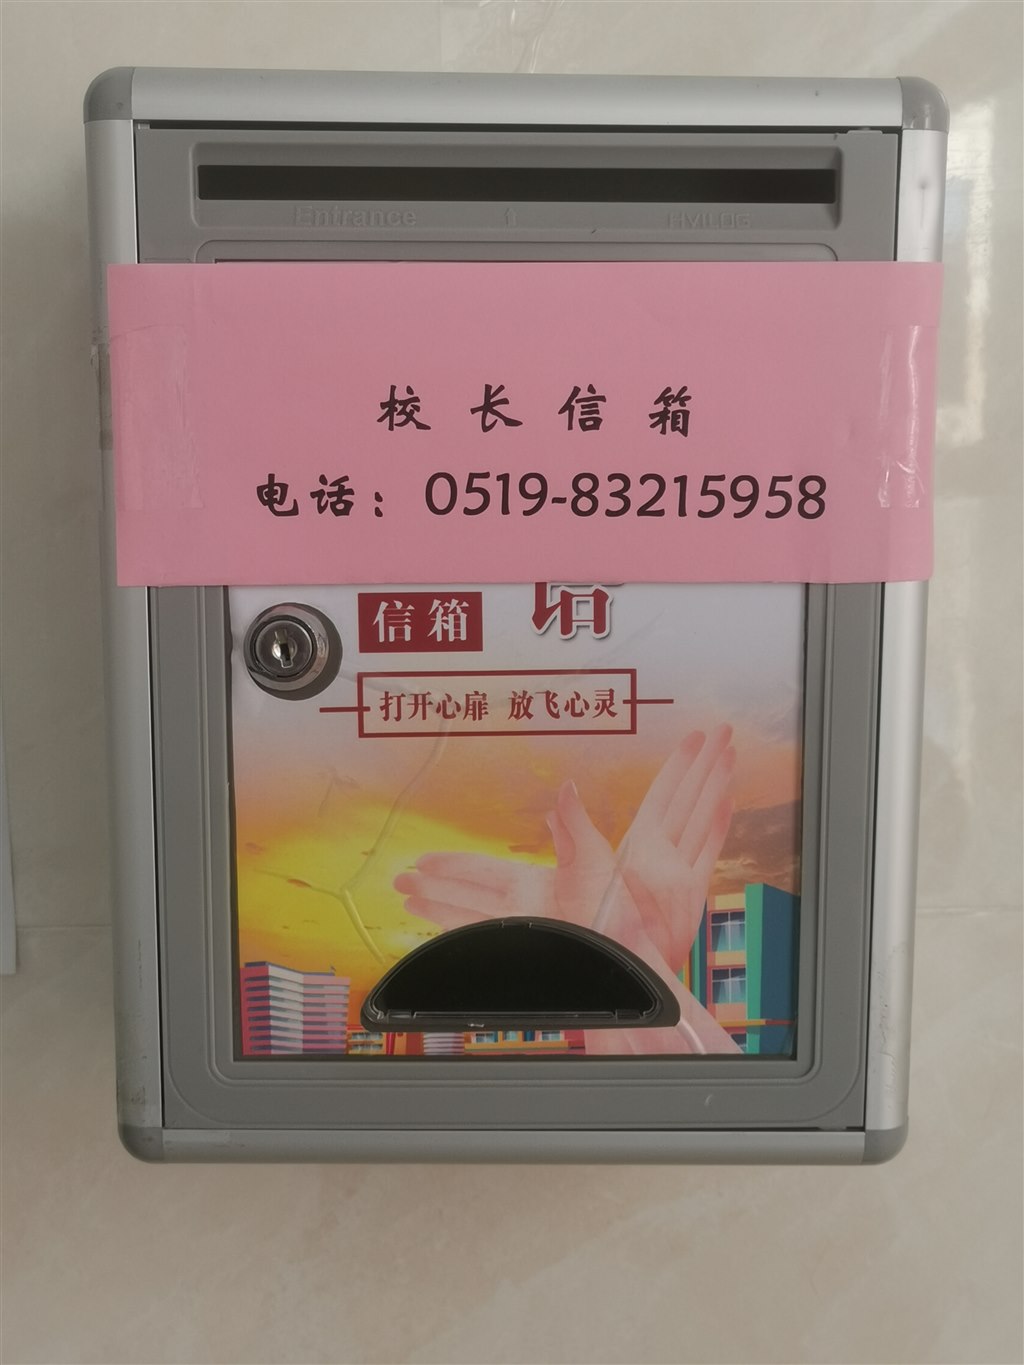 Entrance
HMLOG
校长信箱
电话：0519-83215958
信箱
打开心扉 放飞心灵